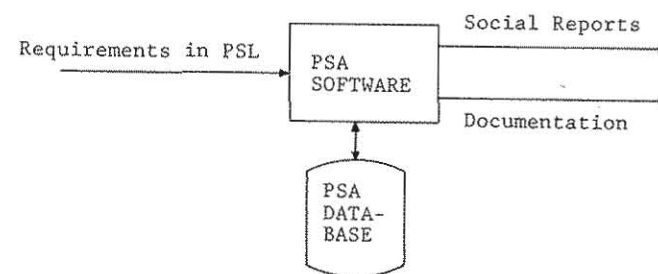 Social Reports
Requirements in PSL
PSA
SOFTWARE
Documentation
PSA
DATA-
BASE